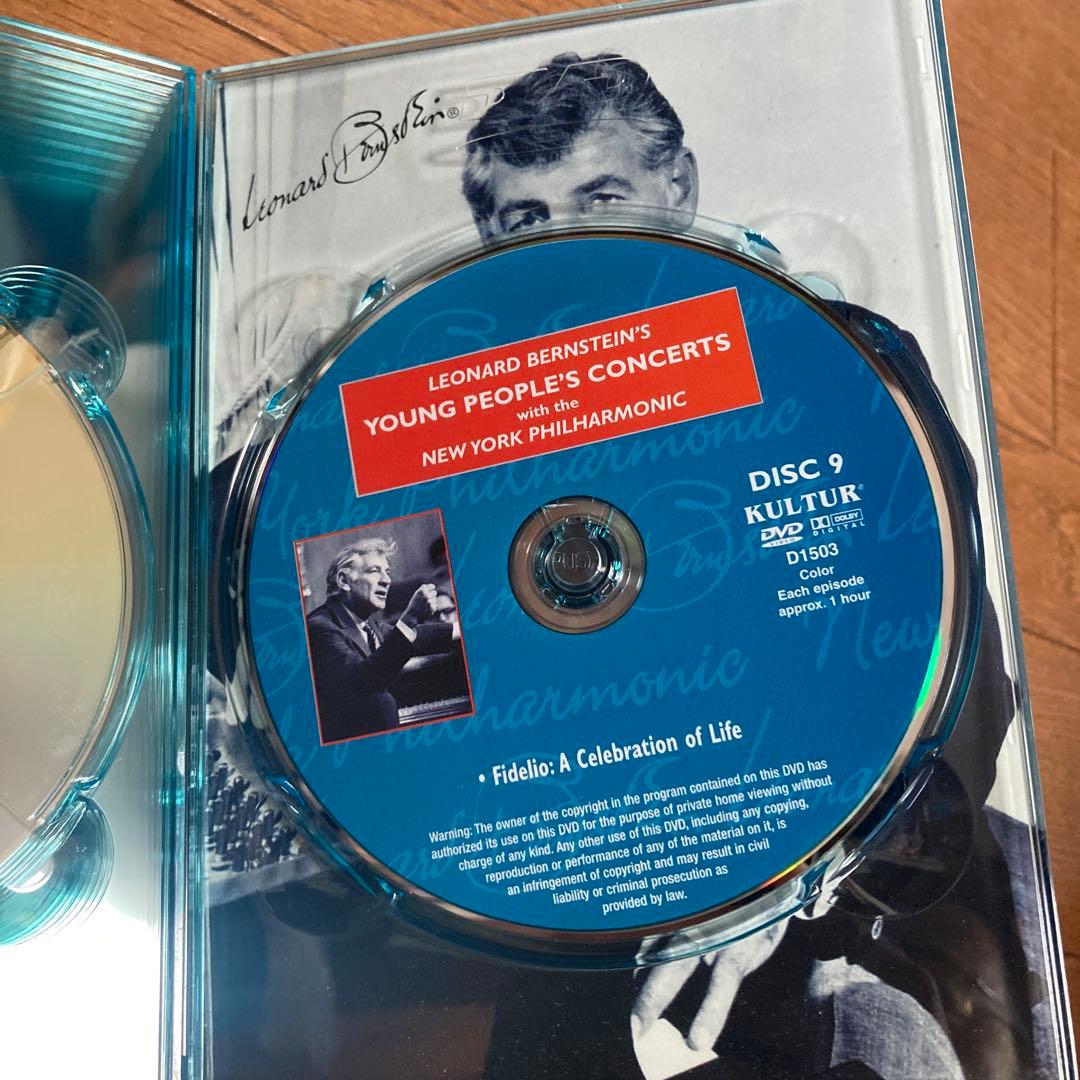 Leonard Bernstein®
LEONARD BERNSTEIN'S
YOUNG PEOPLE'S CONCERTS
with the
NEW YORK PHILHARMONIC
DISC 9
KULTUR®
DVD
VIDEO
DOLBY
DIGITAL
D1503
Color
Each episode
approx. 1 hour
PUSH
• Fidelio: A Celebration of Life
Warning: The owner of the copyright in the program contained on this DVD has
authorized its use on this DVD for the purpose of private home viewing without
charge of any kind. Any other use of this DVD, including any copying,
reproduction or performance of any of the material on it, is
an infringement of copyright and may result in civil
liability or criminal prosecution as
provided by law.